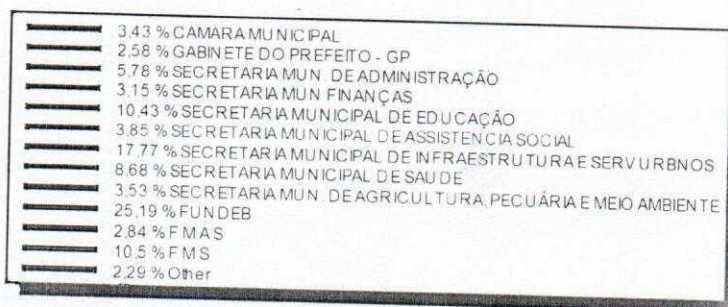 3,43 % CAMARA MUNICIPAL
2,58 % GABINETE DO PREFEITO - GP
5,78 % SECRETARIA MUN. DE ADMINISTRAÇÃO
3,15 % SECRETARIA MUN FINANÇAS
10,43 % SECRETARIA MUNICIPAL DE EDUCAÇÃO
3,85 % SECRETARIA MUNICIPAL DE ASSISTENCIA SOCIAL
17,77 % SECRETARIA MUNICIPAL DE INFRAESTRUTURA E SERV URBNOS
8,68 % SECRETARIA MUNICIPAL DE SAUDE
3,53 % SECRETARIA MUN. DE AGRICULTURA, PECUÁRIA E MEIO AMBIENTE
25,19 % FUNDEB
2,84 % FMAS
10,5 % FMS
2,29 % Other